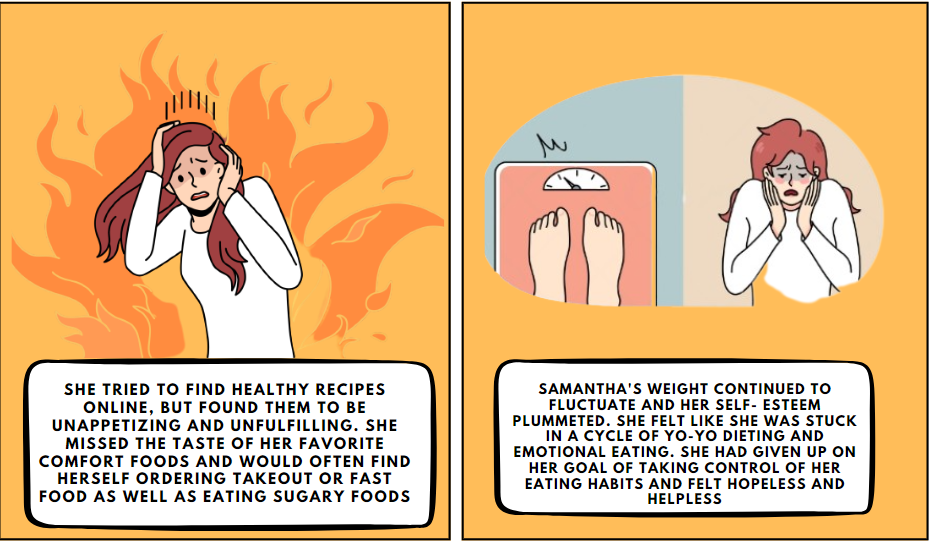 SHE TRIED TO FIND HEALTHY RECIPES
ONLINE, BUT FOUND THEM TO BE
UNAPPETIZING AND UNFULFILLING. SHE
MISSED THE TASTE OF HER FAVORITE
COMFORT FOODS AND WOULD OFTEN FIND
HERSELF ORDERING TAKEOUT OR FAST
FOOD AS WELL AS EATING SUGARY FOODS
SAMANTHA'S WEIGHT CONTINUED TO
FLUCTUATE AND HER SELF- ESTEEM
PLUMMETED. SHE FELT LIKE SHE WAS STUCK
IN A CYCLE OF YO-YO DIETING AND
EMOTIONAL EATING. SHE HAD GIVEN UP ON
HER GOAL OF TAKING CONTROL OF HER
EATING HABITS AND FELT HOPELESS AND
HELPLESS